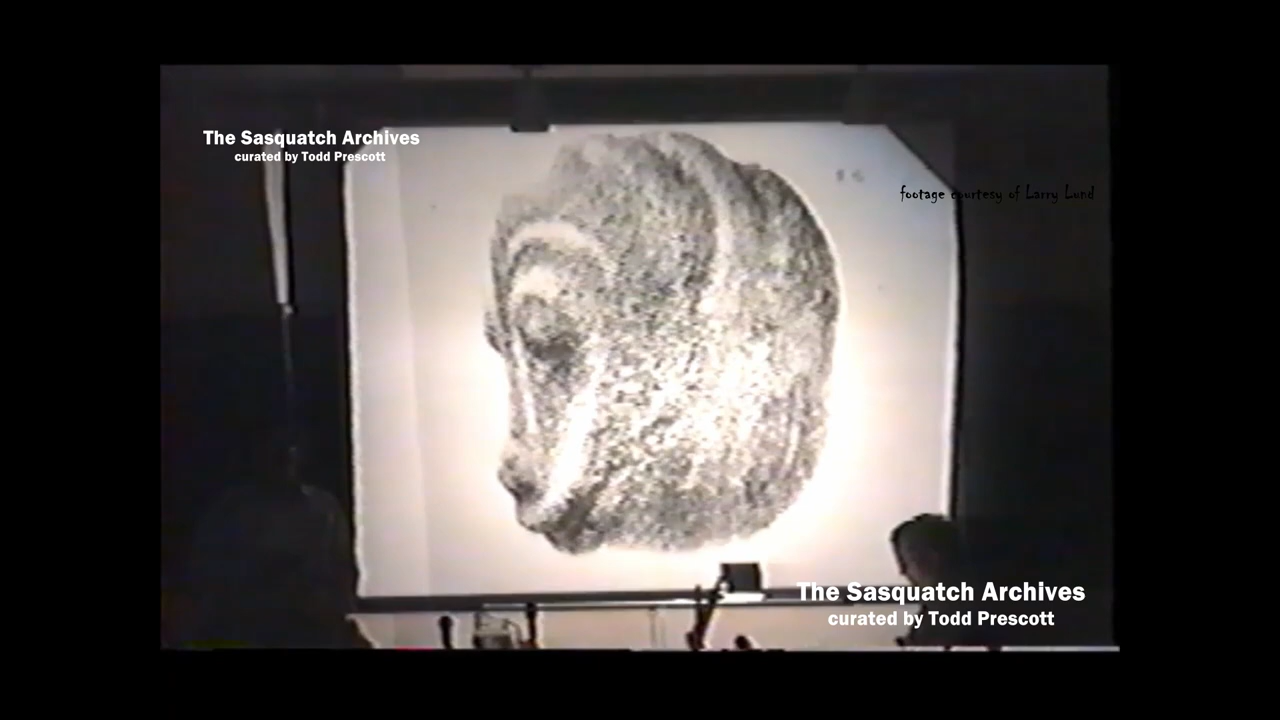 The Sasquatch Archives
curated by Todd Prescott
footage courtesy of Larry Lund
The Sasquatch Archives
curated by Todd Prescott